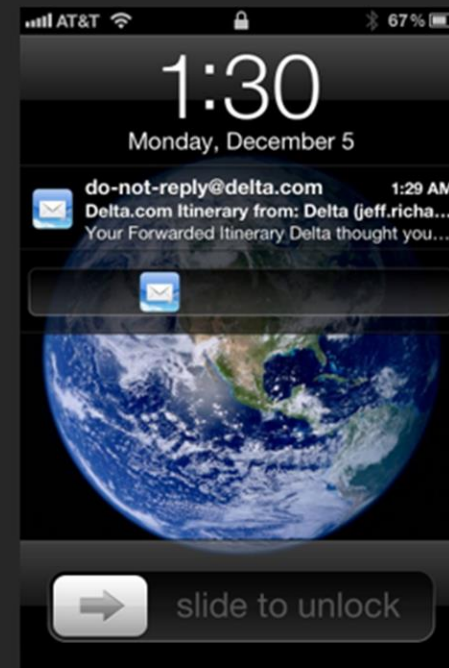 AT&T 67%
1:30
Monday, December 5
do-not-reply@delta.com 1:29 AM
Delta.com Itinerary from: Delta (jeff.richa...
Your Forwarded Itinerary Delta thought you...
slide to unlock